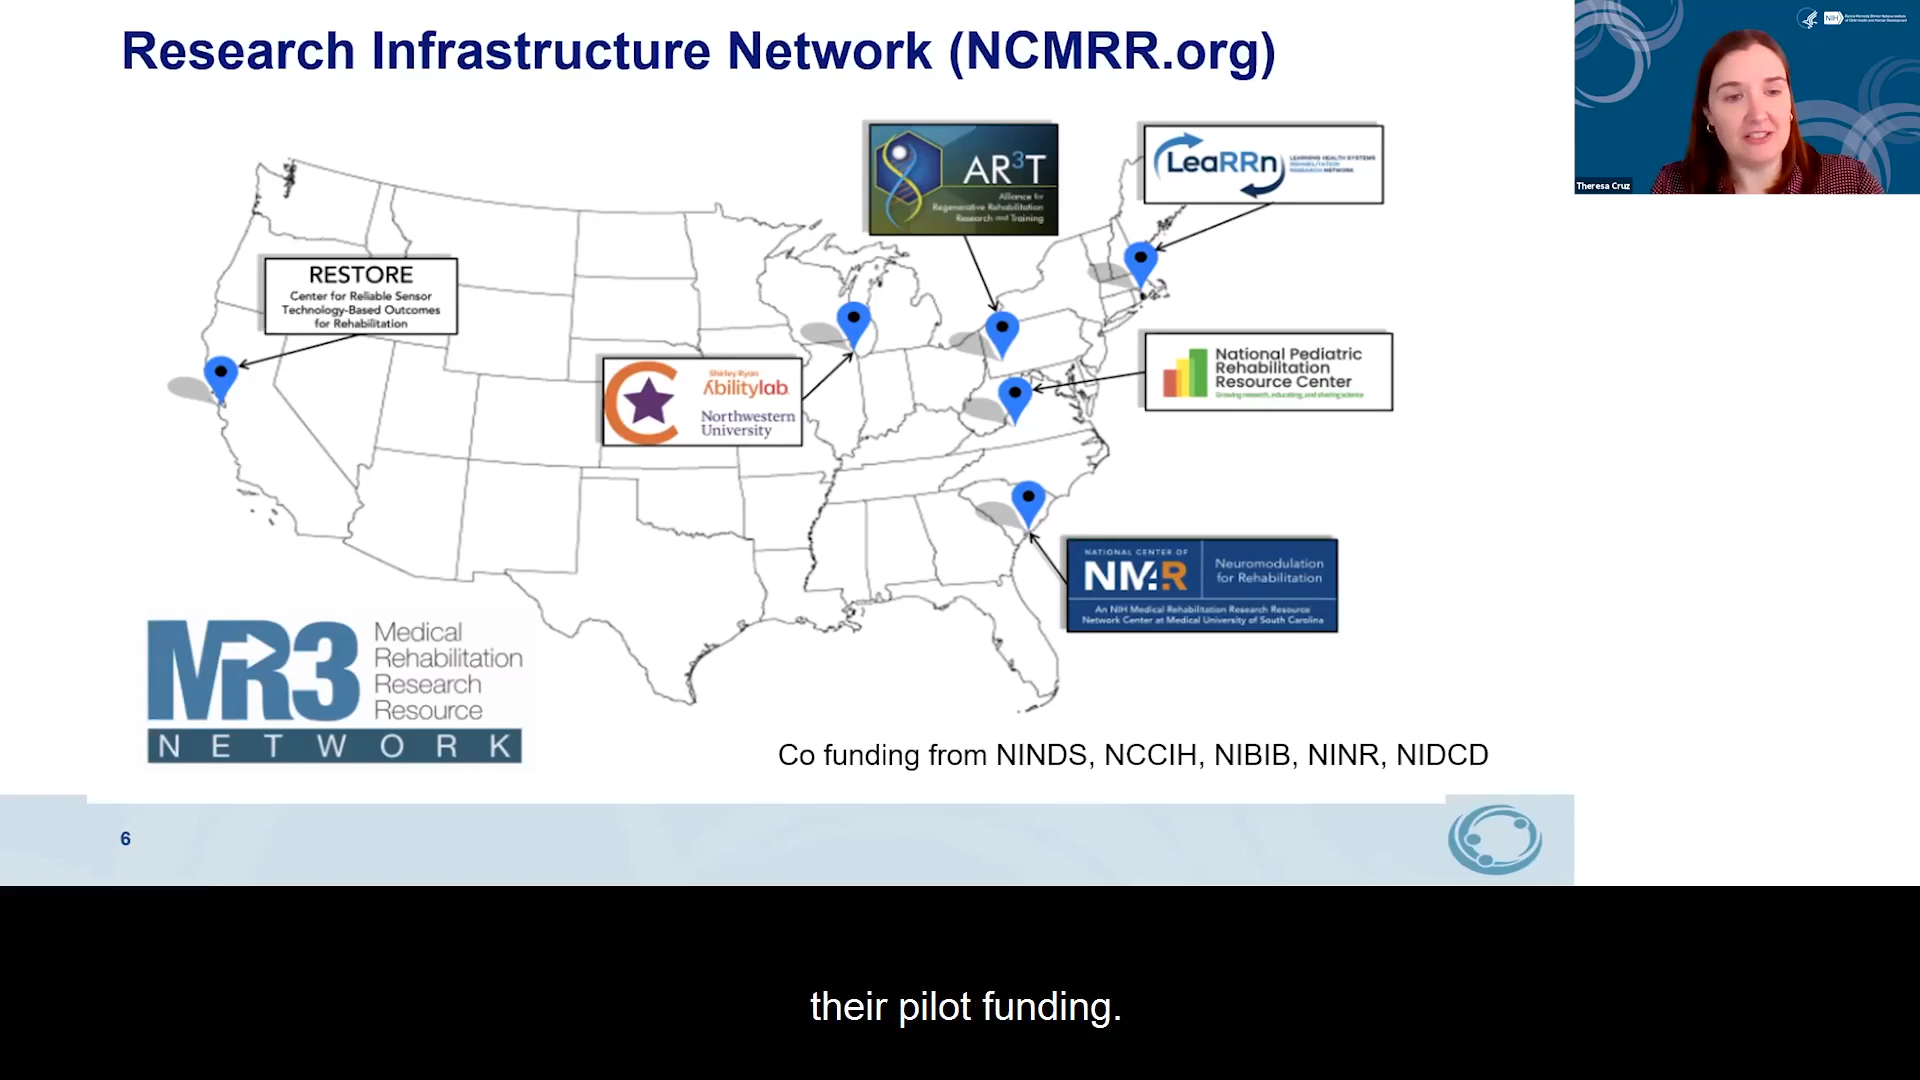 Research Infrastructure Network (NCMRR.org)
NIH
Theresa Cruz
AR3T
Alliance for
Regenerative Rehabilitation
Research and Training
LeaRRn
LEARNING HEALTH SYSTEMS
REHABILITATION
RESEARCH NETWORK
RESTORE
Center for Reliable Sensor
Technology-Based Outcomes
for Rehabilitation
Shirley Ryan
Abilitylab
Northwestern
University
National Pediatric
Rehabilitation
Resource Center
Growing research, educating, and sharing science
NATIONAL CENTER OF
NM4R
Neuromodulation
for Rehabilitation
An NIH Medical Rehabilitation Research Resource
Network Center at Medical University of South Carolina
MR3
Medical
Rehabilitation
Research
Resource
NETWORK
Co funding from NINDS, NCCIH, NIBIB, NINR, NIDCD
6
their pilot funding.